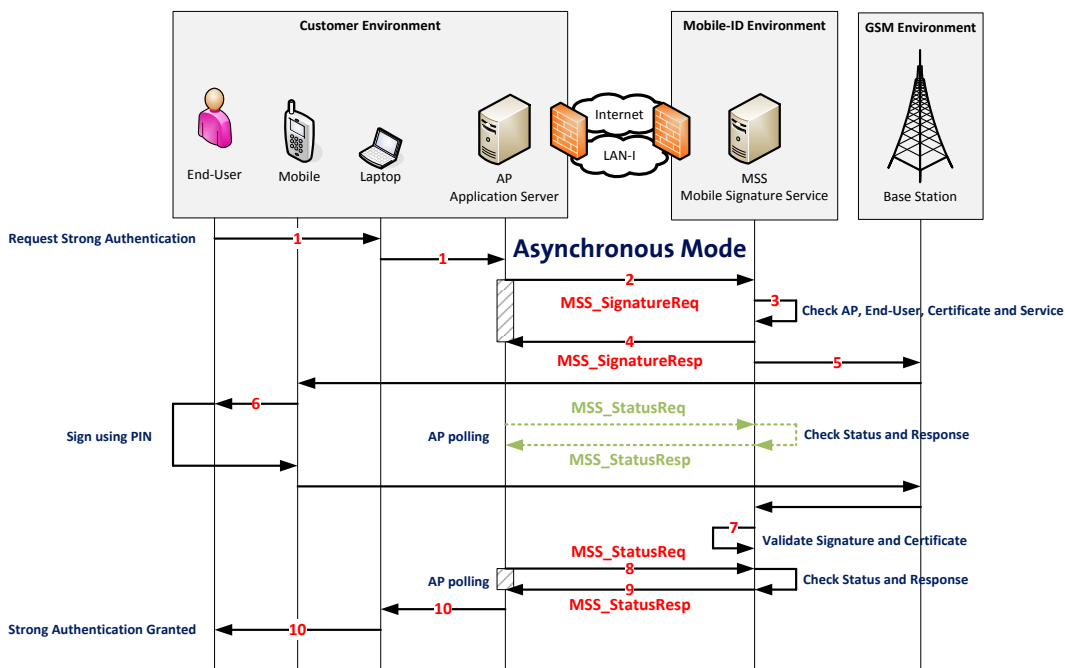 Customer Environment
Mobile-ID Environment
GSM Environment
Internet
LAN-I
End-User
Mobile
Laptop
AP
Application Server
MSS
Mobile Signature Service
Base Station
Request Strong Authentication
1
1
Asynchronous Mode
2
MSS_SignatureReq
3
Check AP, End-User, Certificate and Service
4
MSS_SignatureResp
5
6
MSS_StatusReq
Sign using PIN
AP polling
Check Status and Response
MSS_StatusResp
7
Validate Signature and Certificate
MSS_StatusReq
8
AP polling
Check Status and Response
9
MSS_StatusResp
10
Strong Authentication Granted
10